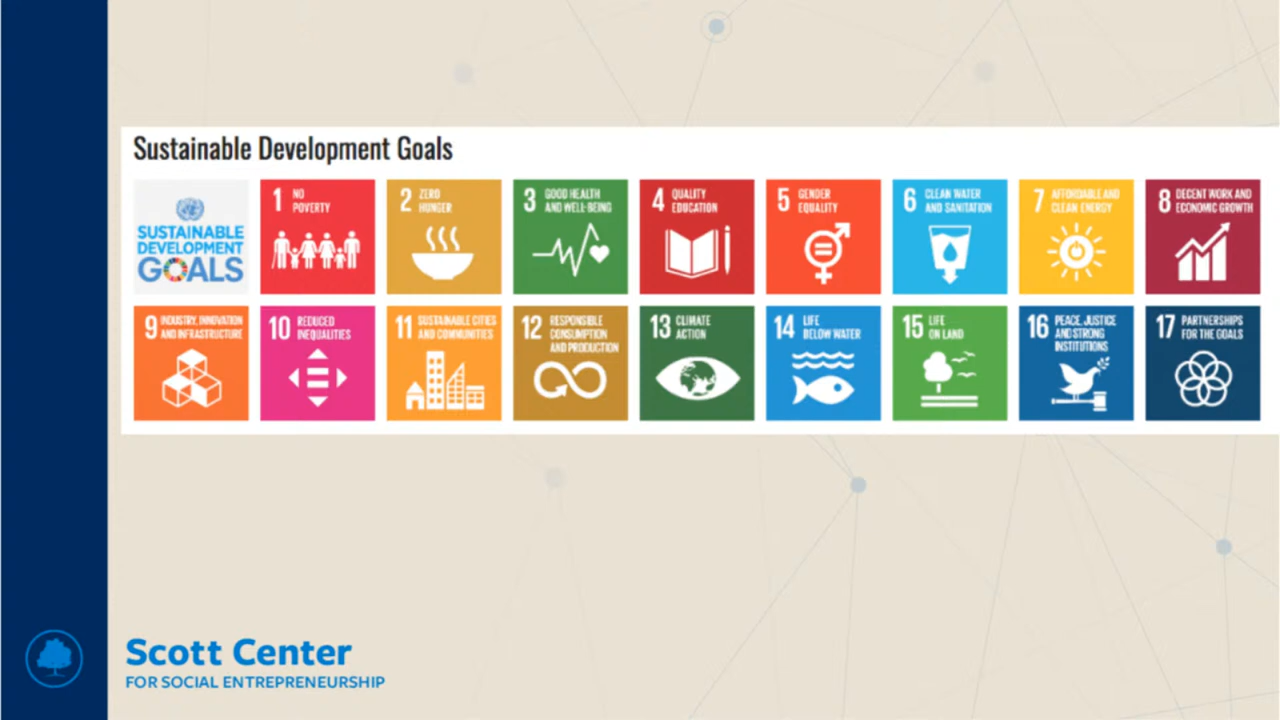 Sustainable Development Goals
SUSTAINABLE
DEVELOPMENT
GOALS
1 NO
POVERTY
2 ZERO
HUNGER
3 GOOD HEALTH
AND WELL-BEING
4 QUALITY
EDUCATION
5 GENDER
EQUALITY
6 CLEAN WATER
AND SANITATION
7 AFFORDABLE AND
CLEAN ENERGY
8 DECENT WORK AND
ECONOMIC GROWTH
9 INDUSTRY, INNOVATION
AND INFRASTRUCTURE
10 REDUCED
INEQUALITIES
11 SUSTAINABLE CITIES
AND COMMUNITIES
12 RESPONSIBLE
CONSUMPTION
AND PRODUCTION
13 CLIMATE
ACTION
14 LIFE
BELOW WATER
15 LIFE
ON LAND
16 PEACE, JUSTICE
AND STRONG
INSTITUTIONS
17 PARTNERSHIPS
FOR THE GOALS
Scott Center
FOR SOCIAL ENTREPRENEURSHIP